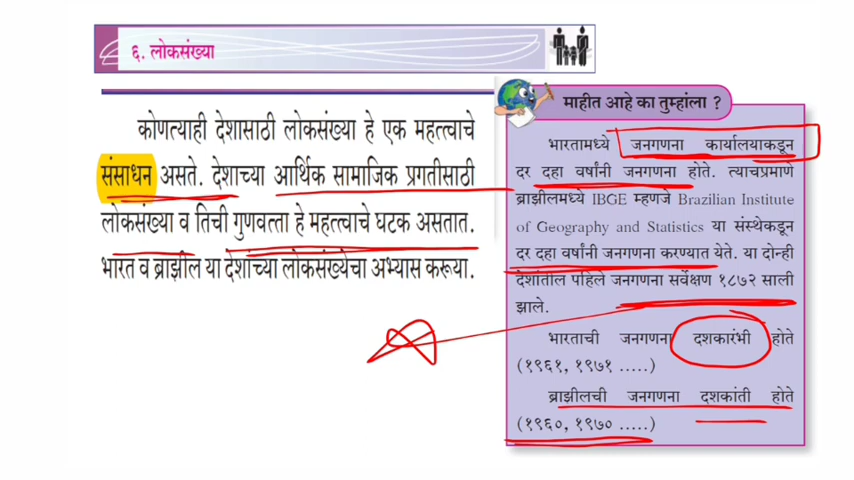 ६. लोकसंख्या
कोणत्याही देशासाठी लोकसंख्या हे एक महत्त्वाचे
संसाधन असते. देशाच्या आर्थिक सामाजिक प्रगतीसाठी
लोकसंख्या व तिची गुणवत्ता हे महत्त्वाचे घटक असतात.
भारत व ब्राझील या देशांच्या लोकसंख्येचा अभ्यास करूया.
माहीत आहे का तुम्हांला ?
भारतामध्ये जनगणना कार्यालयाकडून
दर दहा वर्षांनी जनगणना होते. त्याचप्रमाणे
ब्राझीलमध्ये IBGE म्हणजे Brazilian Institute
of Geography and Statistics या संस्थेकडून
दर दहा वर्षांनी जनगणना करण्यात येते. या दोन्ही
देशांतील पहिले जनगणना सर्वेक्षण १८७२ साली
झाले.
भारताची जनगणना दशकारंभी होते
(१९६१, १९७१ .....)
ब्राझीलची जनगणना दशकांती होते
(१९६०, १९७० .....)